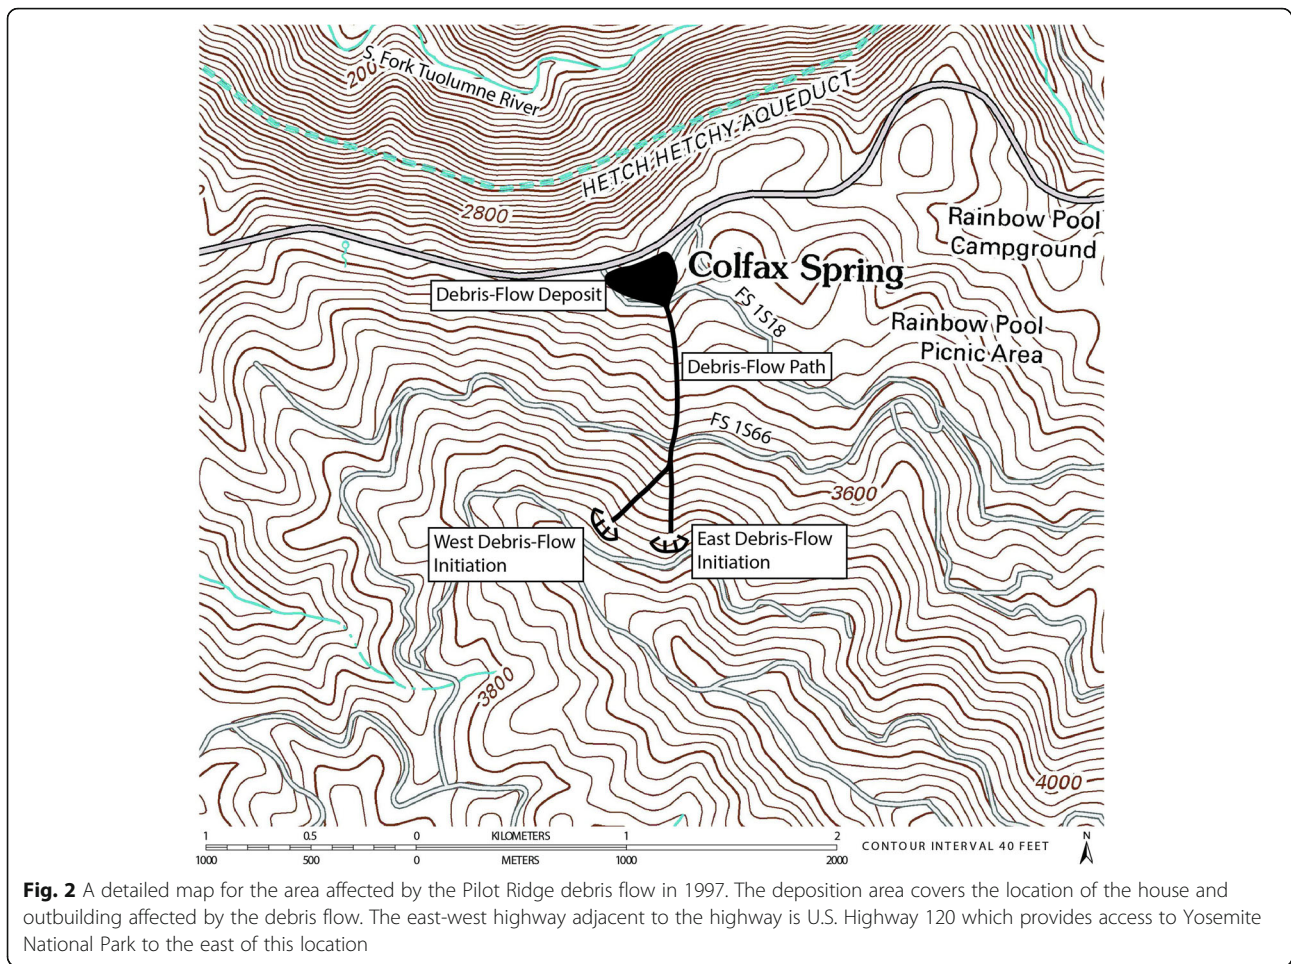 S. Fork Tuolumne River
200
HETCH HETCHY AQUEDUCT
2800
Rainbow Pool
Campground
Colfax Spring
Debris-Flow Deposit
FS 1S18
Rainbow Pool
Picnic Area
Debris-Flow Path
FS 1S66
3600
West Debris-Flow
Initiation
East Debris-Flow
Initiation
3800
4000
1 0.5 0 KILOMETERS 1 2
1000 500 0 METERS 1000 2000
CONTOUR INTERVAL 40 FEET
N
Fig. 2 A detailed map for the area affected by the Pilot Ridge debris flow in 1997. The deposition area covers the location of the house and
outbuilding affected by the debris flow. The east-west highway adjacent to the highway is U.S. Highway 120 which provides access to Yosemite
National Park to the east of this location